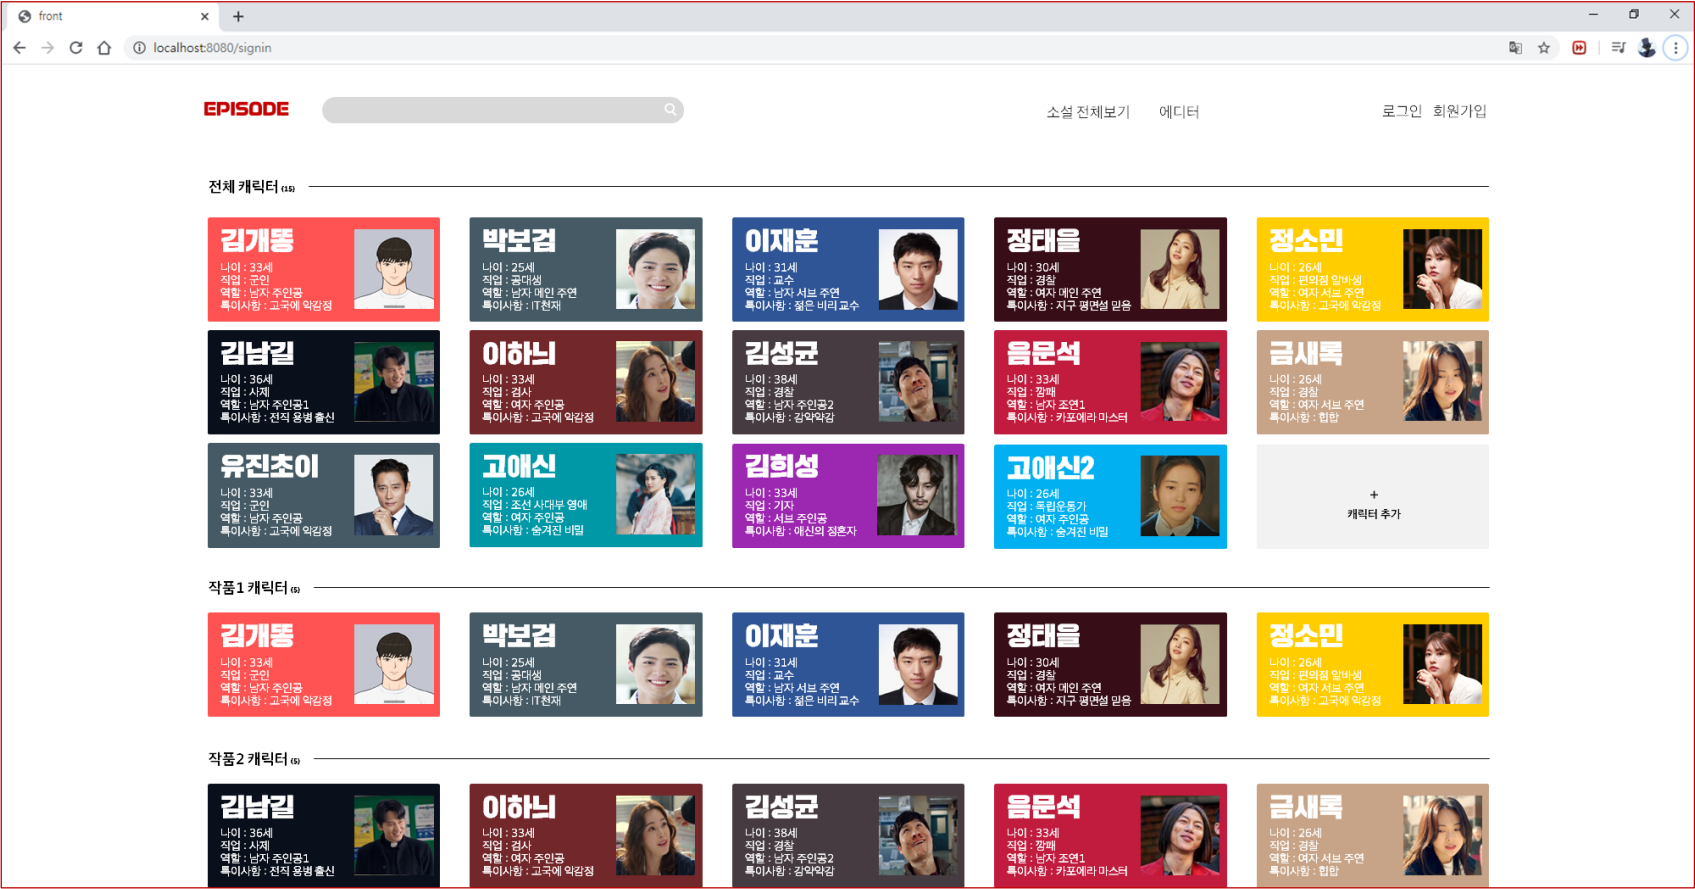 front
localhost:8080/signin
EPISODE
소설 전체보기 에디터 로그인 회원가입
전체 캐릭터 (15)
김개똥
나이 : 33세
직업 : 군인
역할 : 남자 주인공
특이사항 : 고국에 악감정
박보검
나이 : 25세
직업 : 공대생
역할 : 남자 메인 주연
특이사항 : IT천재
이재훈
나이 : 31세
직업 : 교수
역할 : 남자 서브 주연
특이사항 : 젊은 비리 교수
정태을
나이 : 30세
직업 : 경찰
역할 : 여자 메인 주연
특이사항 : 지구 평면설 믿음
정소민
나이 : 26세
직업 : 편의점 알바생
역할 : 여자 서브 주연
특이사항 : 고국에 악감정
김남길
나이 : 36세
직업 : 사제
역할 : 남자 주인공1
특이사항 : 전직 용병 출신
이하늬
나이 : 33세
직업 : 검사
역할 : 여자 주인공
특이사항 : 고국에 악감정
김성균
나이 : 38세
직업 : 경찰
역할 : 남자 주인공2
특이사항 : 강약약강
음문석
나이 : 33세
직업 : 깡패
역할 : 남자 조연1
특이사항 : 카포에라 마스터
금새록
나이 : 26세
직업 : 경찰
역할 : 여자 서브 주연
특이사항 : 힙합
유진초이
나이 : 33세
직업 : 군인
역할 : 남자 주인공
특이사항 : 고국에 악감정
고애신
나이 : 26세
직업 : 조선 사대부 영애
역할 : 여자 주인공
특이사항 : 숨겨진 비밀
김희성
나이 : 33세
직업 : 기자
역할 : 서브 주인공
특이사항 : 애신의 정혼자
고애신2
나이 : 26세
직업 : 독립운동가
역할 : 여자 주인공
특이사항 : 숨겨진 비밀
+
캐릭터 추가
작품1 캐릭터 (5)
김개똥
나이 : 33세
직업 : 군인
역할 : 남자 주인공
특이사항 : 고국에 악감정
박보검
나이 : 25세
직업 : 공대생
역할 : 남자 메인 주연
특이사항 : IT천재
이재훈
나이 : 31세
직업 : 교수
역할 : 남자 서브 주연
특이사항 : 젊은 비리 교수
정태을
나이 : 30세
직업 : 경찰
역할 : 여자 메인 주연
특이사항 : 지구 평면설 믿음
정소민
나이 : 26세
직업 : 편의점 알바생
역할 : 여자 서브 주연
특이사항 : 고국에 악감정
작품2 캐릭터 (5)
김남길
나이 : 36세
직업 : 사제
역할 : 남자 주인공1
특이사항 : 전직 용병 출신
이하늬
나이 : 33세
직업 : 검사
역할 : 여자 주인공
특이사항 : 고국에 악감정
김성균
나이 : 38세
직업 : 경찰
역할 : 남자 주인공2
특이사항 : 강약약강
음문석
나이 : 33세
직업 : 깡패
역할 : 남자 조연1
특이사항 : 카포에라 마스터
금새록
나이 : 26세
직업 : 경찰
역할 : 여자 서브 주연
특이사항 : 힙합